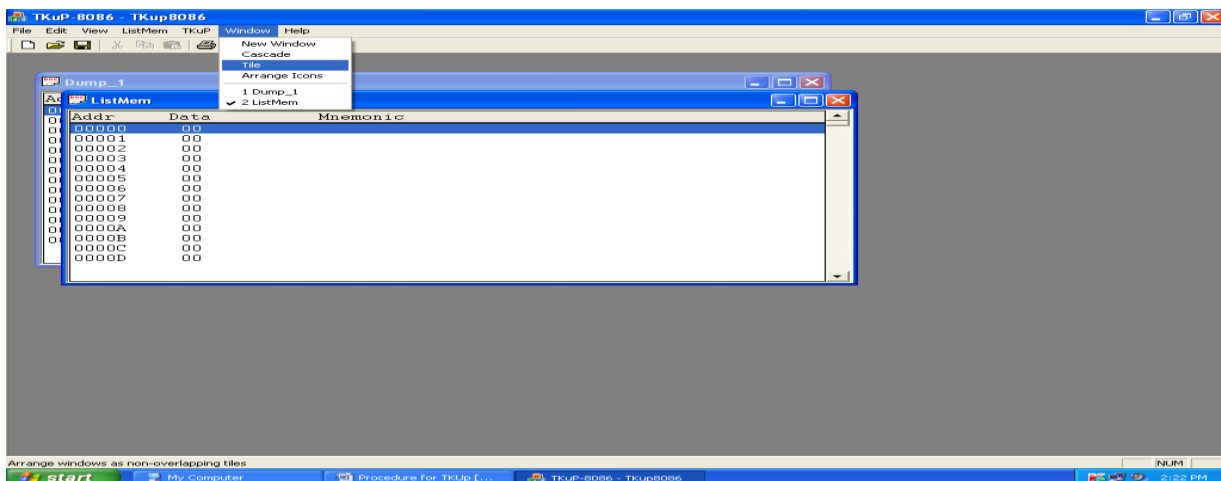 TKuP-8086 - TKup8086
File Edit View ListMem TKuP Window Help
New Window
Cascade
Tile
Arrange Icons
1 Dump_1
2 ListMem
Dump_1
ListMem
Addr Data Mnemonic
00000 00
00001 00
00002 00
00003 00
00004 00
00005 00
00006 00
00007 00
00008 00
00009 00
0000A 00
0000B 00
0000C 00
0000D 00
Arrange windows as non-overlapping tiles
NUM
start My Computer Procedure for TKUp [... TKuP-8086 - TKup8086 2:22 PM